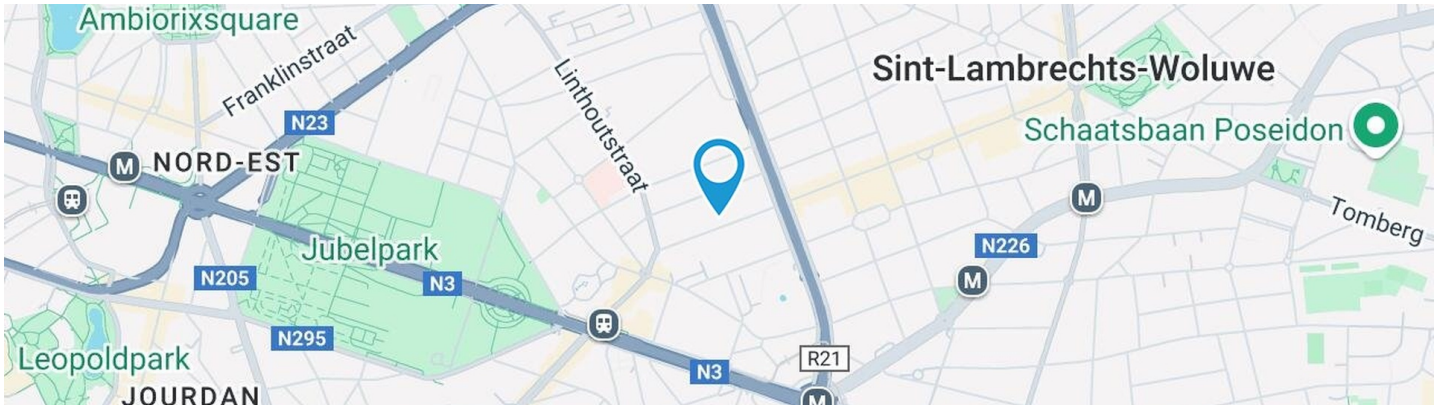 Ambiorixsquare
Franklinstraat
Linthoutstraat
Sint-Lambrechts-Woluwe
N23
Schaatsbaan Poseidon
M
NORD-EST
M
Tomberg
Jubelpark
N226
N205
N3
M
N295
Leopoldpark
R21
N3
JOURDAN
M